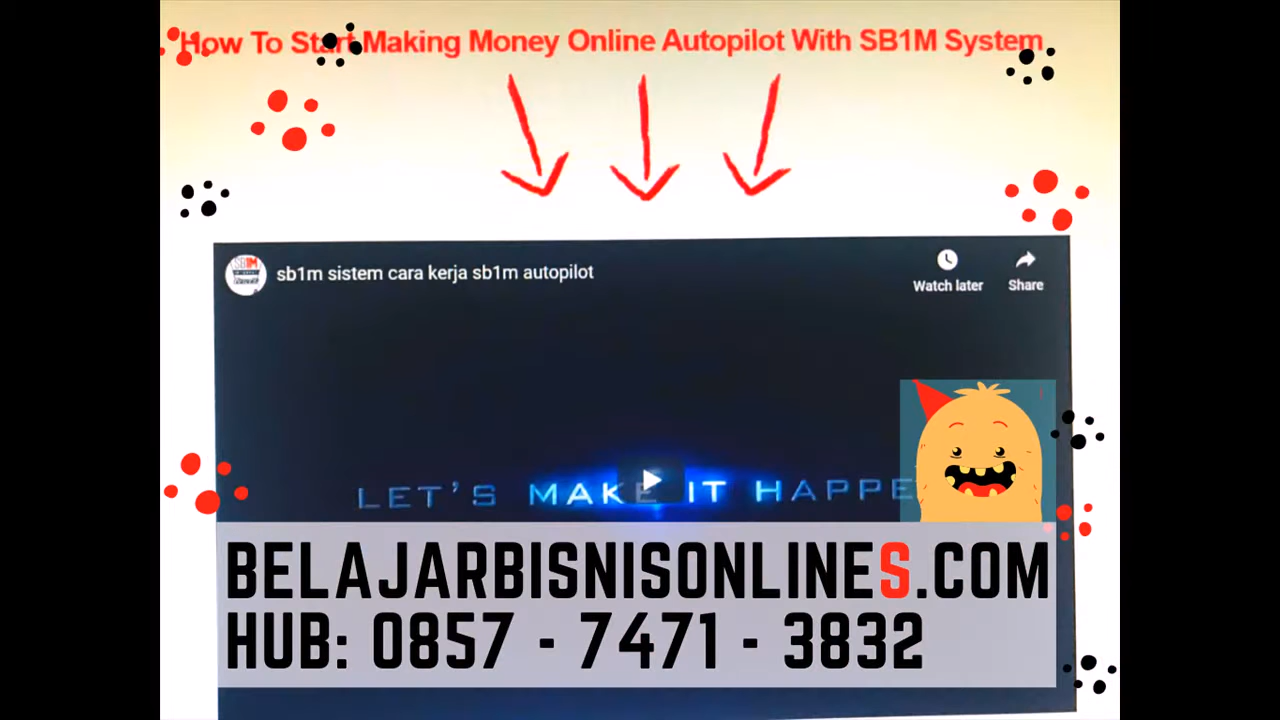 How To Start Making Money Online Autopilot With SB1M System
SB1M
sb1m sistem cara kerja sb1m autopilot
Watch later
Share
LET'S MAKE IT HAPPE
BELAJARBISNISONLINES.COM
HUB: 0857 - 7471 - 3832